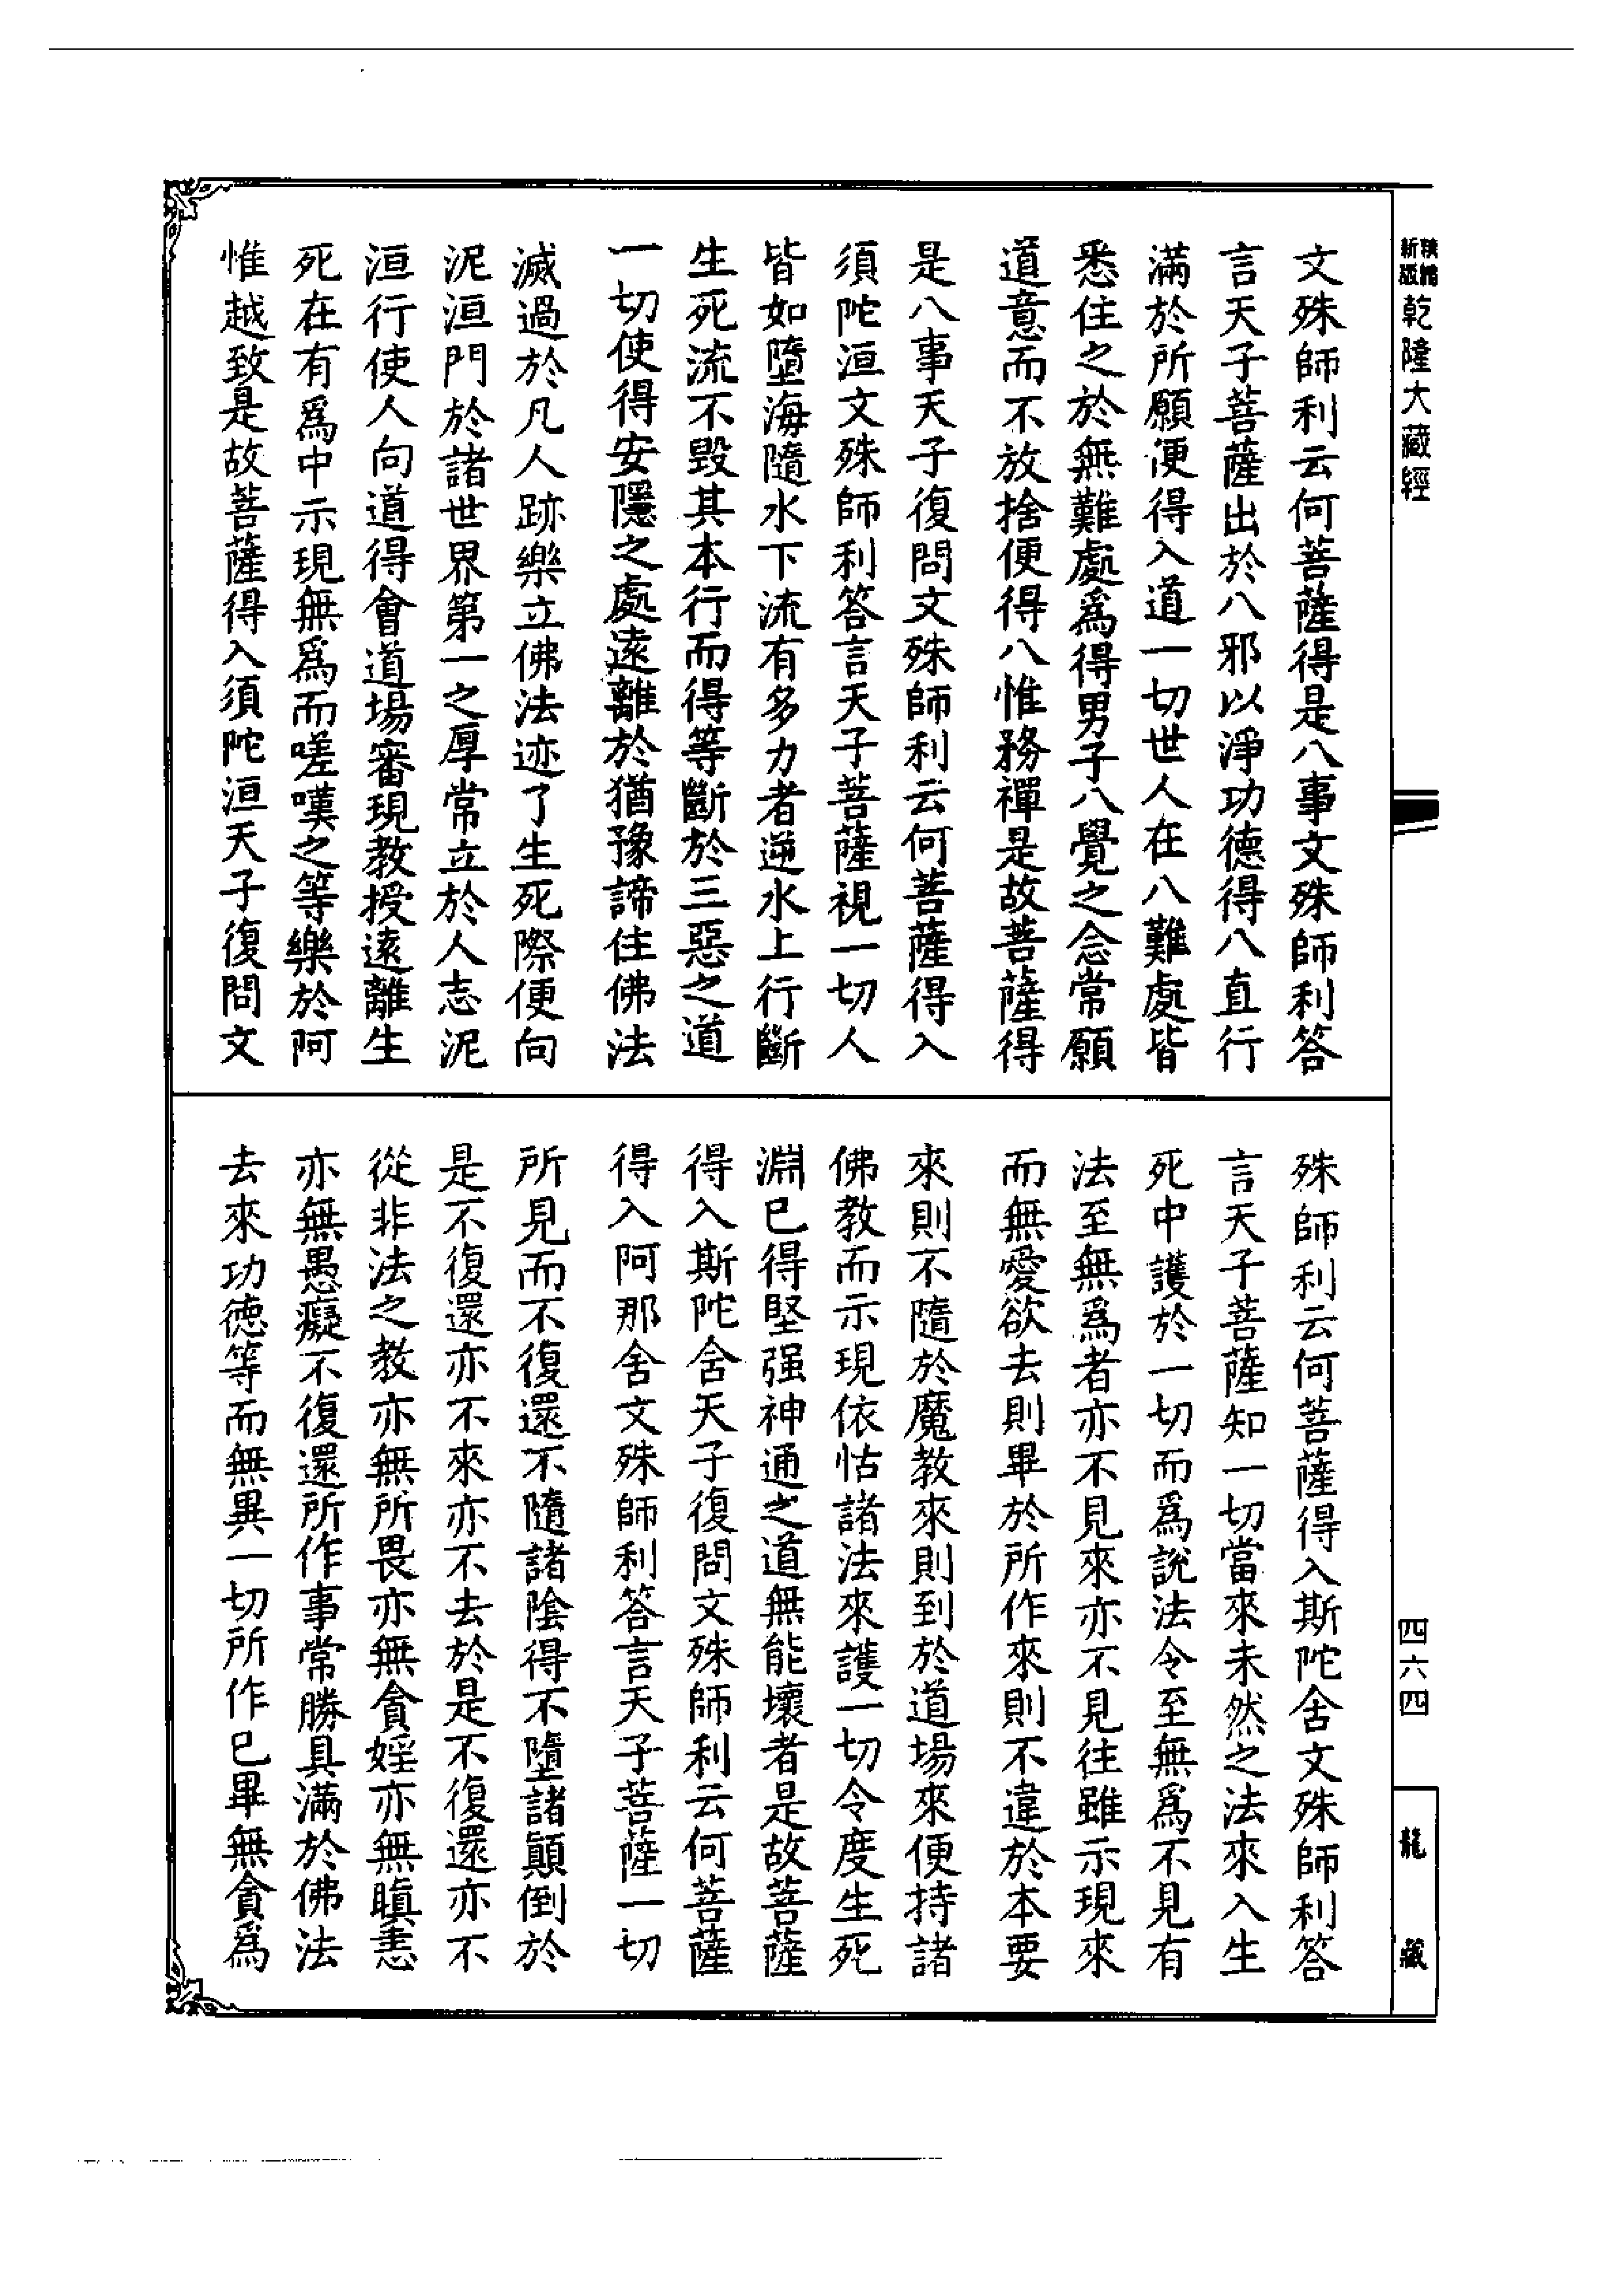 精縮新版乾隆大藏經
文殊師利云何菩薩得是八事文殊師利答
言天子菩薩出於八邪以淨功德得八直行
滿於所願便得入道一切世人在八難處皆
悉住之於無難處爲得男子八覺之念常願
道意而不放捨便得八惟務禪是故菩薩得
是八事天子復問文殊師利云何菩薩得入
須陀洹文殊師利答言天子菩薩視一切人
皆如墮海隨水下流有多力者逆水上行斷
生死流不毀其本行而得等斷於三惡之道
一切使得安隱之處遠離於猶豫諦住佛法
滅過於凡人跡樂立佛法迹了生死際便向
泥洹門於諸世界第一之厚常立於人志泥
洹行使人向道得會道場審現教授遠離生
死在有爲中示現無爲而嗟嘆之等樂於阿
惟越致是故菩薩得入須陀洹天子復問文
殊師利云何菩薩得入斯陀含文殊師利答
言天子菩薩知一切當來未然之法來入生
死中護於一切而爲說法令至無爲不見有
法至無爲者亦不見來亦不見往雖示現來
而無愛欲去則畢於所作來則不違於本要
來則不隨於魔教來則到於道場來便持諸
佛教而示現依怙諸法來護一切令度生死
淵已得堅强神通之道無能壞者是故菩薩
得入斯陀含天子復問文殊師利云何菩薩
得入阿那含文殊師利答言天子菩薩一切
所見而不復還不隨諸陰得不墮諸顛倒於
是不復還亦不來亦不去於是不復還亦不
從非法之教亦無所畏亦無貪婬亦無瞋恚
亦無愚癡不復還所作事常勝具滿於佛法
去來功德等而無異一切所作已畢無貪爲
四六四
龍藏